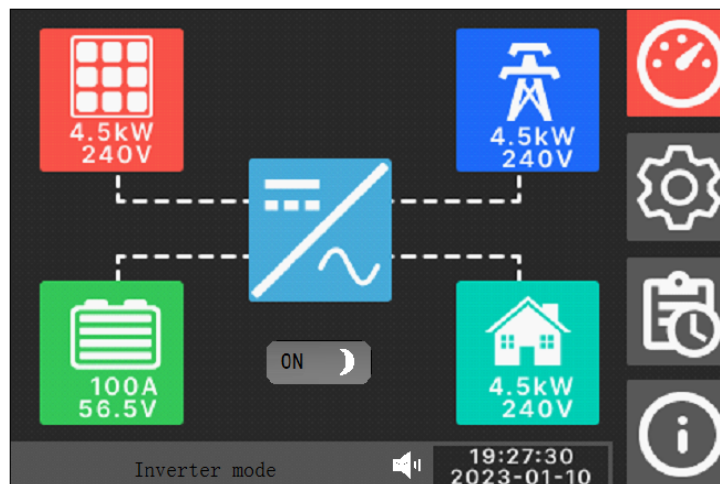 4.5kW
240V
4.5kW
240V
100A
56.5V
ON
4.5kW
240V
Inverter mode
19:27:30
2023-01-10